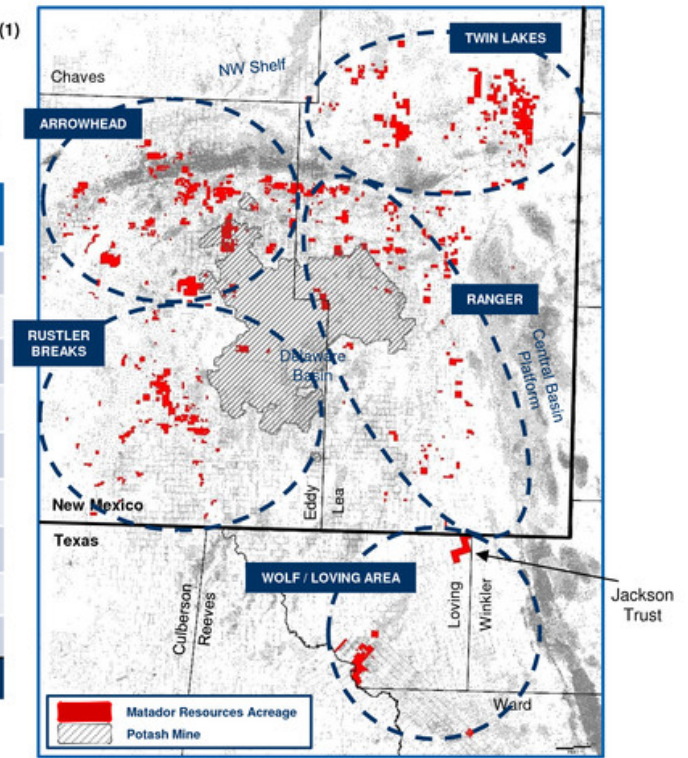 (1)
TWIN LAKES
NW Shelf
Chaves
ARROWHEAD
RANGER
RUSTLER
BREAKS
Delaware
Basin
Central Basin
Platform
Eddy
Lea
New Mexico
Texas
WOLF / LOVING AREA
Culberson
Reeves
Loving
Winkler
Jackson
Trust
Ward
Matador Resources Acreage
Potash Mine